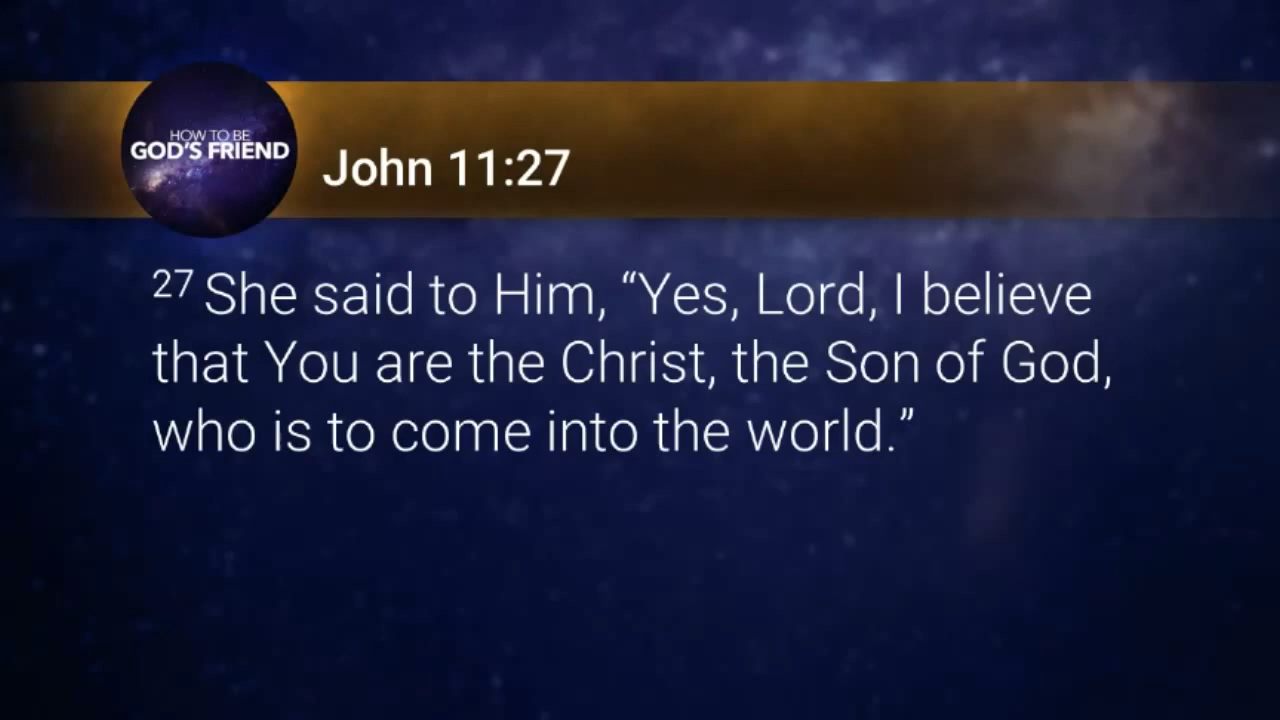 HOW TO BE
GOD'S FRIEND
John 11:27
27 She said to Him, “Yes, Lord, I believe
that You are the Christ, the Son of God,
who is to come into the world.”